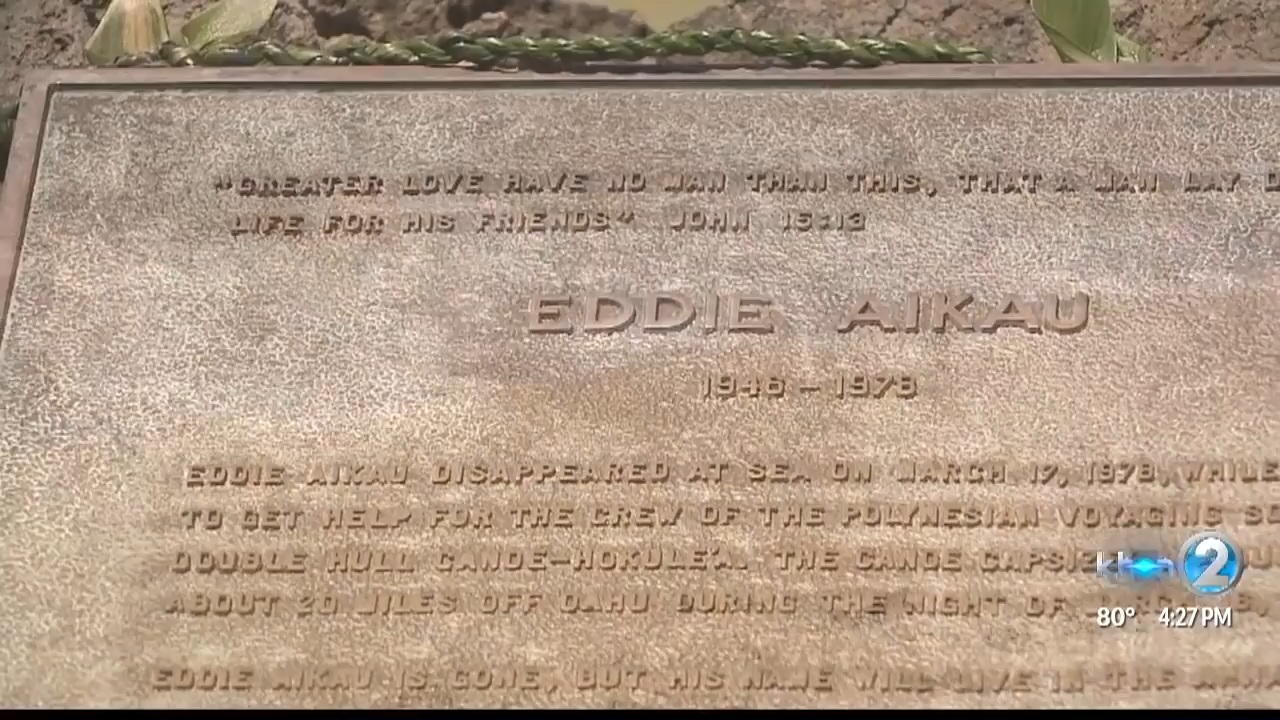 "GREATER LOVE HAVE NO MAN THAN THIS, THAT A MAN LAY
LIFE FOR HIS FRIENDS" JOHN 15:13
EDDIE AIKAU
1946 – 1978
EDDIE AIKAU DISAPPEARED AT SEA ON MARCH 17, 1978, WHILE
TO GET HELP FOR THE CREW OF THE POLYNESIAN VOYAGING
DOUBLE HULL CANOE–HOKULE'A. THE CANOE
ABOUT 20 MILES OFF OAHU DURING THE NIGHT OF
EDDIE AIKAU IS GONE, BUT HIS NAME WILL LIVE IN THE
khon 2
80° 4:27 PM